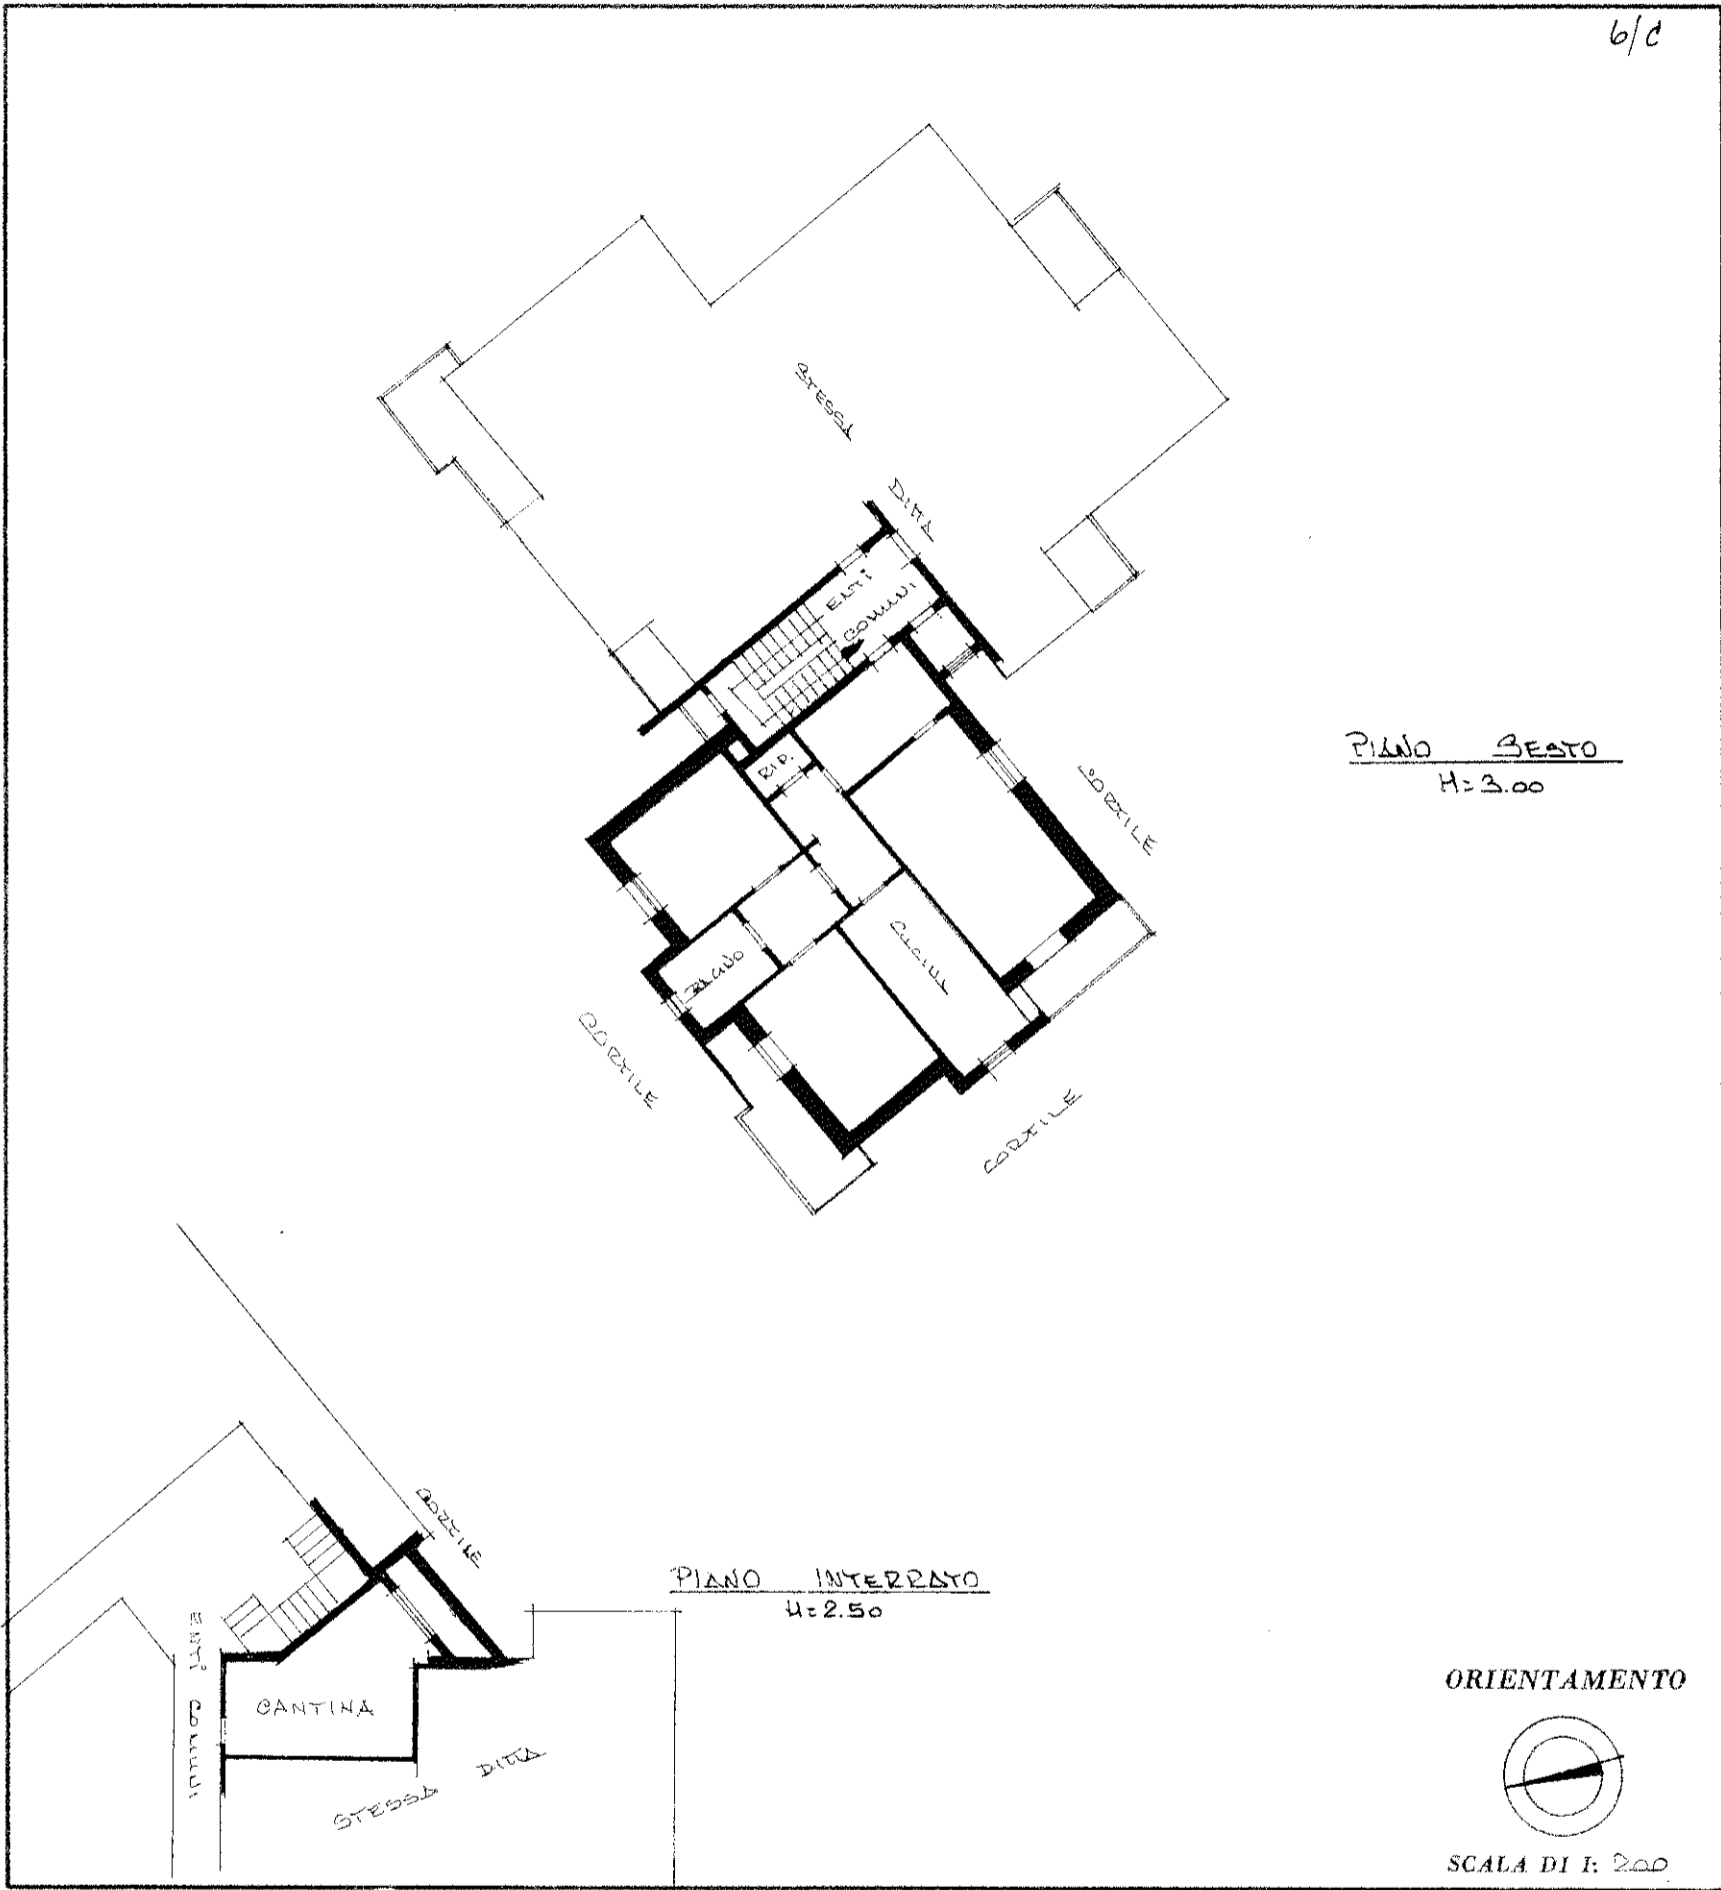 6/C
STESSA
DITTA
ENTI
COMUNI
RIP.
CORTILE
PIANO SESTO
H=3.00
CUCINA
BAGNO
CORTILE
CORTILE
CORTILE
PIANO INTERRATO
H=2.50
ENTI COMUNI
CANTINA
STESSA DITTA
ORIENTAMENTO
SCALA DI 1: 200